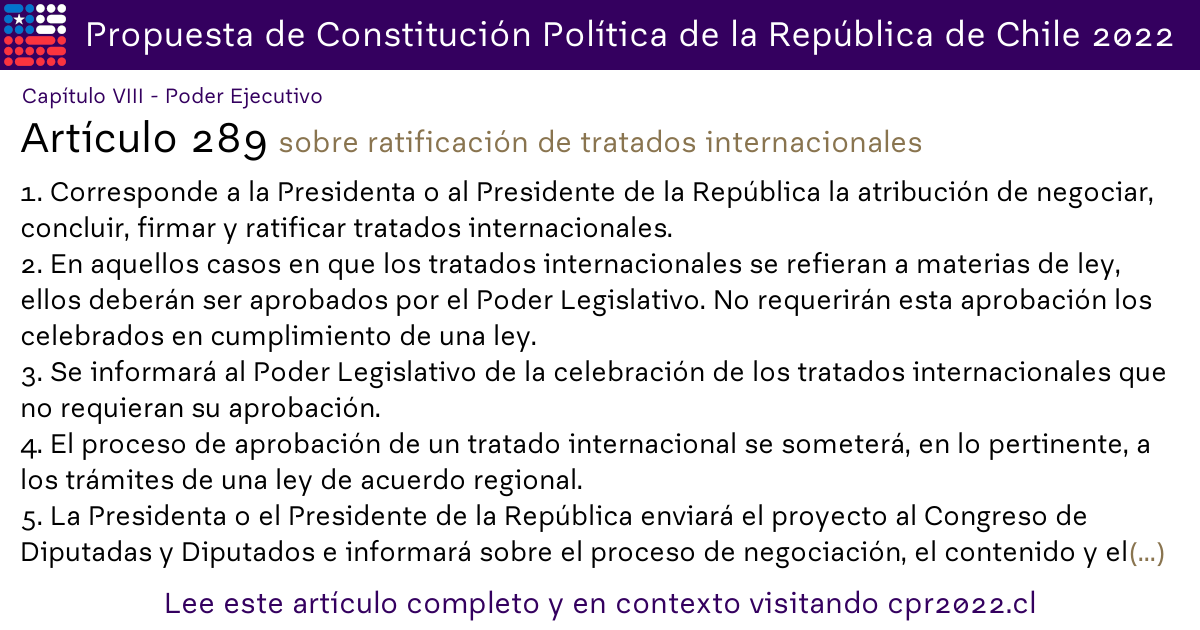 Propuesta de Constitución Política de la República de Chile 2022
Capítulo VIII - Poder Ejecutivo
Artículo 289 sobre ratificación de tratados internacionales
1. Corresponde a la Presidenta o al Presidente de la República la atribución de negociar,
concluir, firmar y ratificar tratados internacionales.
2. En aquellos casos en que los tratados internacionales se refieran a materias de ley,
ellos deberán ser aprobados por el Poder Legislativo. No requerirán esta aprobación los
celebrados en cumplimiento de una ley.
3. Se informará al Poder Legislativo de la celebración de los tratados internacionales que
no requieran su aprobación.
4. El proceso de aprobación de un tratado internacional se someterá, en lo pertinente, a
los trámites de una ley de acuerdo regional.
5. La Presidenta o el Presidente de la República enviará el proyecto al Congreso de
Diputadas y Diputados e informará sobre el proceso de negociación, el contenido y el(...)
Lee este artículo completo y en contexto visitando cpr2022.cl